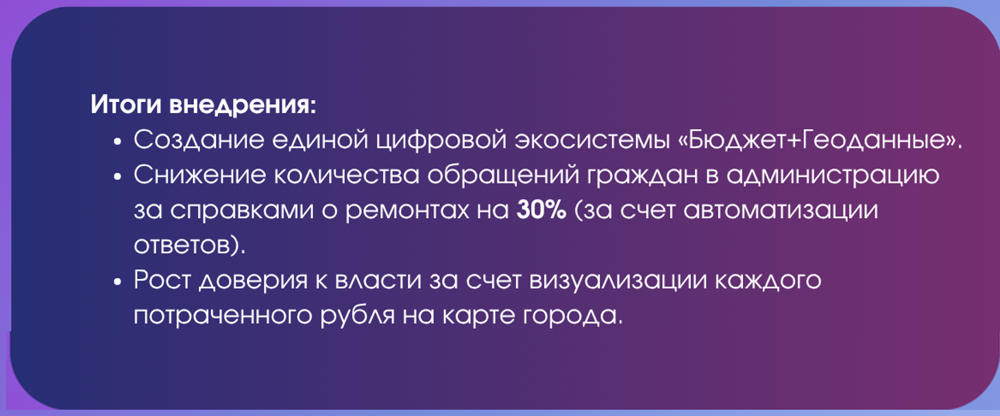 Итоги внедрения:
• Создание единой цифровой экосистемы «Бюджет+Геоданные».
• Снижение количества обращений граждан в администрацию
за справками о ремонтах на 30% (за счет автоматизации
ответов).
• Рост доверия к власти за счет визуализации каждого
потраченного рубля на карте города.